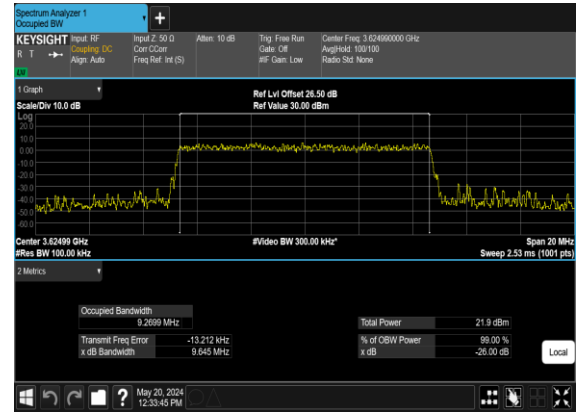 Spectrum Analyzer 1
Occupied BW
+
KEYSIGHT Input: RF Input Z: 50 Ω Atten: 10 dB Trig: Free Run Center Freq: 3.624990000 GHz
R T Coupling: DC Corr CCorr Gate: Off Avg|Hold: 100/100
Align: Auto Freq Ref: Int (S) #IF Gain: Low Radio Std: None
LW
1 Graph
Ref Lvl Offset 26.50 dB
Scale/Div 10.0 dB Ref Value 30.00 dBm
Log
20.0
10.0
0.00
-10.0
-20.0
-30.0
-40.0
-50.0
-60.0
Center 3.62499 GHz #Video BW 300.00 kHz* Span 20 MHz
#Res BW 100.00 kHz Sweep 2.53 ms (1001 pts)
2 Metrics
Occupied Bandwidth
9.2699 MHz Total Power 21.9 dBm
Transmit Freq Error -13.212 kHz % of OBW Power 99.00 %
x dB Bandwidth 9.645 MHz x dB -26.00 dB
Local
? May 20, 2024
12:33:45 PM